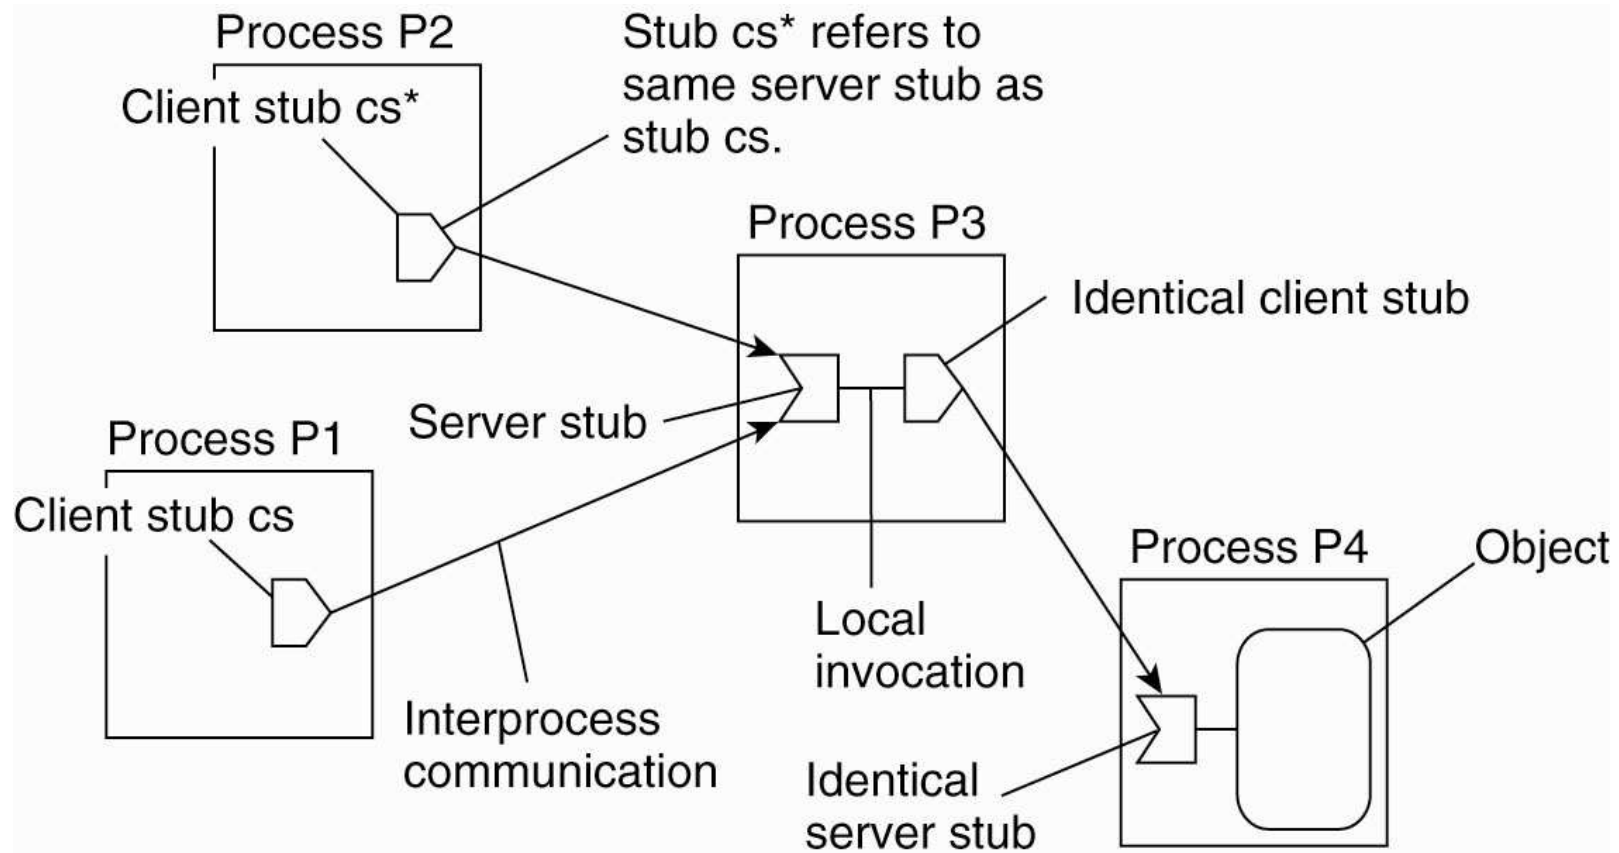 Process P2
Client stub cs*
Stub cs* refers to
same server stub as
stub cs.
Process P3
Identical client stub
Server stub
Process P1
Client stub cs
Interprocess
communication
Local
invocation
Process P4
Object
Identical
server stub